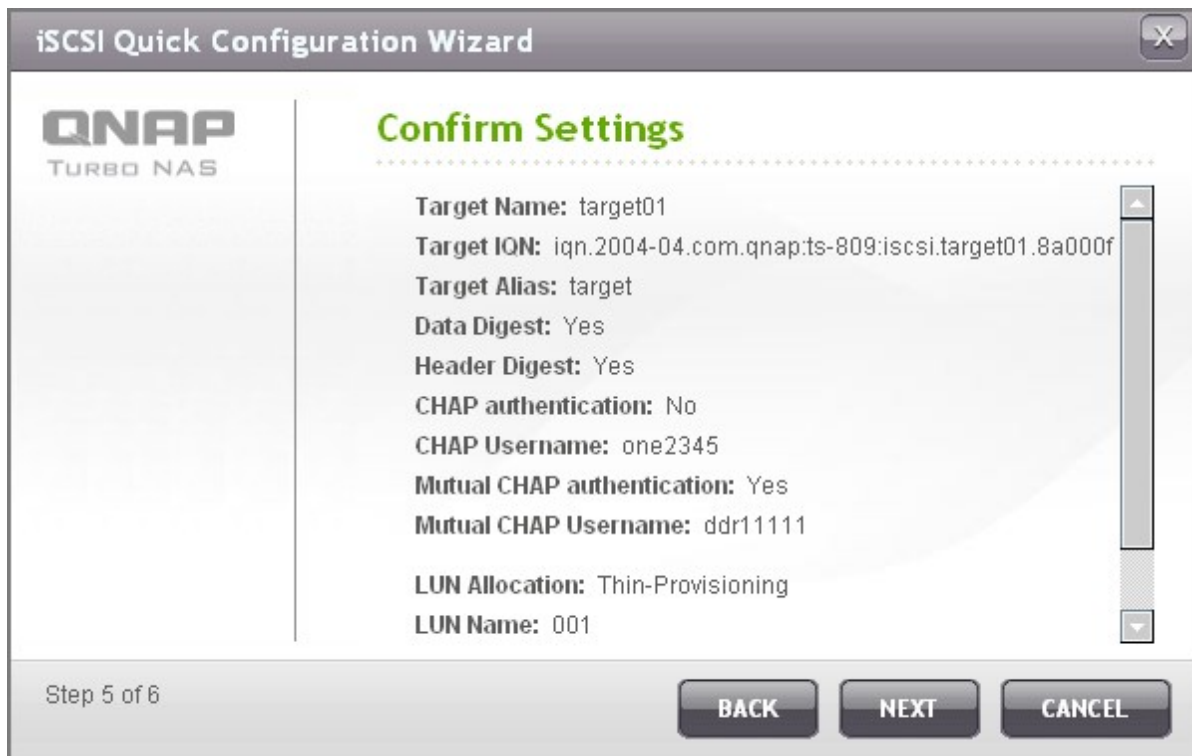 iSCSI Quick Configuration Wizard
X
QNAP
TURBO NAS
Confirm Settings
Target Name: target01
Target IQN: iqn.2004-04.com.qnap:ts-809:iscsi.target01.8a000f
Target Alias: target
Data Digest: Yes
Header Digest: Yes
CHAP authentication: No
CHAP Username: one2345
Mutual CHAP authentication: Yes
Mutual CHAP Username: ddr11111
LUN Allocation: Thin-Provisioning
LUN Name: 001
Step 5 of 6
BACK NEXT CANCEL